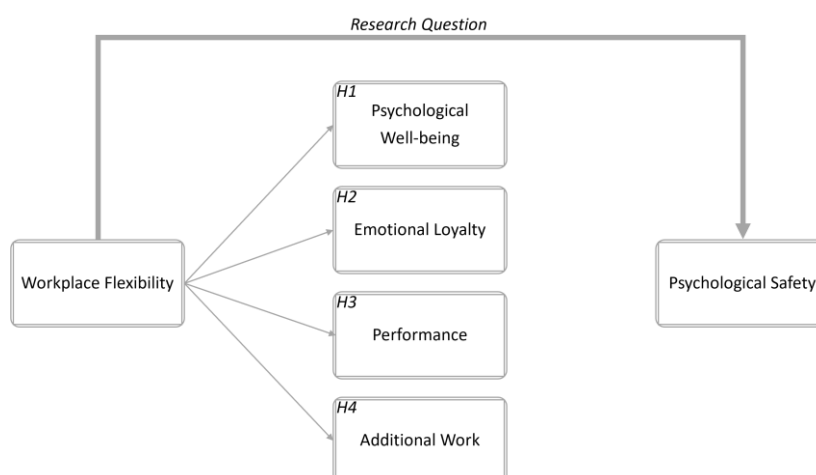 Research Question
H1
Psychological
Well-being
H2
Emotional Loyalty
Workplace Flexibility
Psychological Safety
H3
Performance
H4
Additional Work